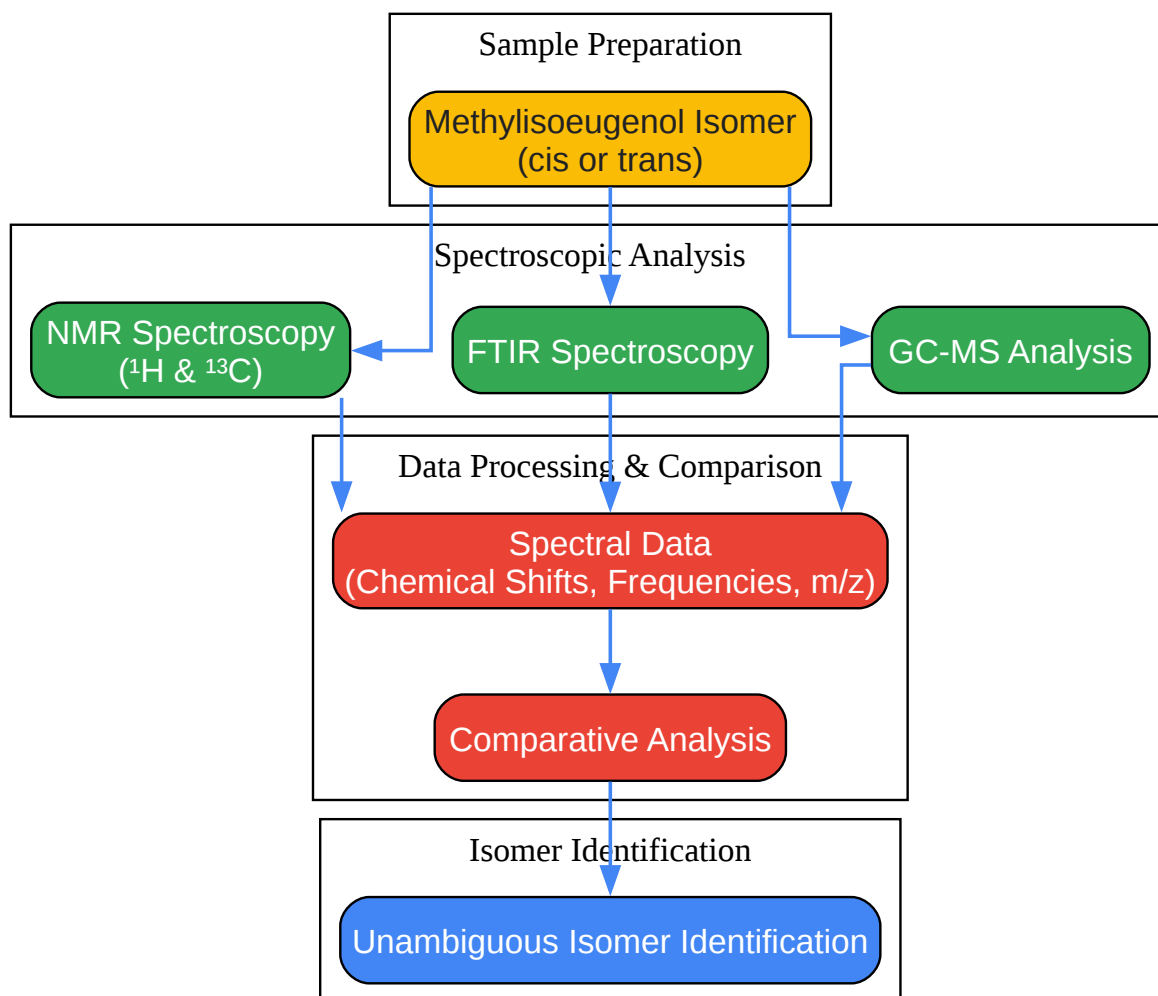 Sample Preparation
Methylisoeugenol Isomer
(cis or trans)
Spectroscopic Analysis
NMR Spectroscopy
(¹H & ¹³C)
FTIR Spectroscopy
GC-MS Analysis
Data Processing & Comparison
Spectral Data
(Chemical Shifts, Frequencies, m/z)
Comparative Analysis
Isomer Identification
Unambiguous Isomer Identification